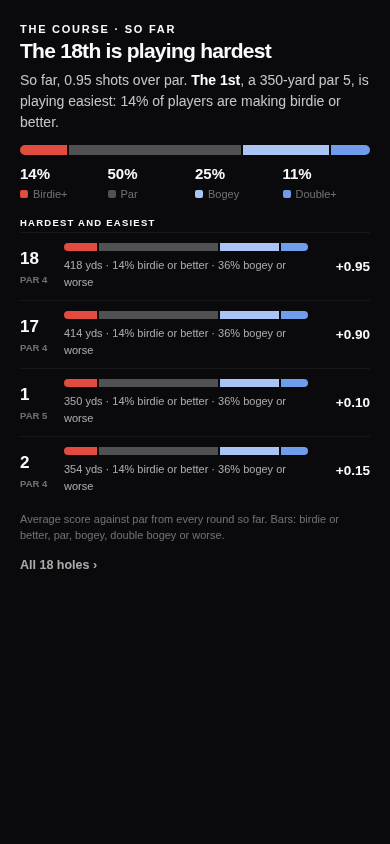 THE COURSE · SO FAR
The 18th is playing hardest
So far, 0.95 shots over par. The 1st, a 350-yard par 5, is
playing easiest: 14% of players are making birdie or
better.
14% 50% 25% 11%
Birdie+ Par Bogey Double+
HARDEST AND EASIEST
18
PAR 4
418 yds · 14% birdie or better · 36% bogey or
worse
+0.95
17
PAR 4
414 yds · 14% birdie or better · 36% bogey or
worse
+0.90
1
PAR 5
350 yds · 14% birdie or better · 36% bogey or
worse
+0.10
2
PAR 4
354 yds · 14% birdie or better · 36% bogey or
worse
+0.15
Average score against par from every round so far. Bars: birdie or
better, par, bogey, double bogey or worse.
All 18 holes ›